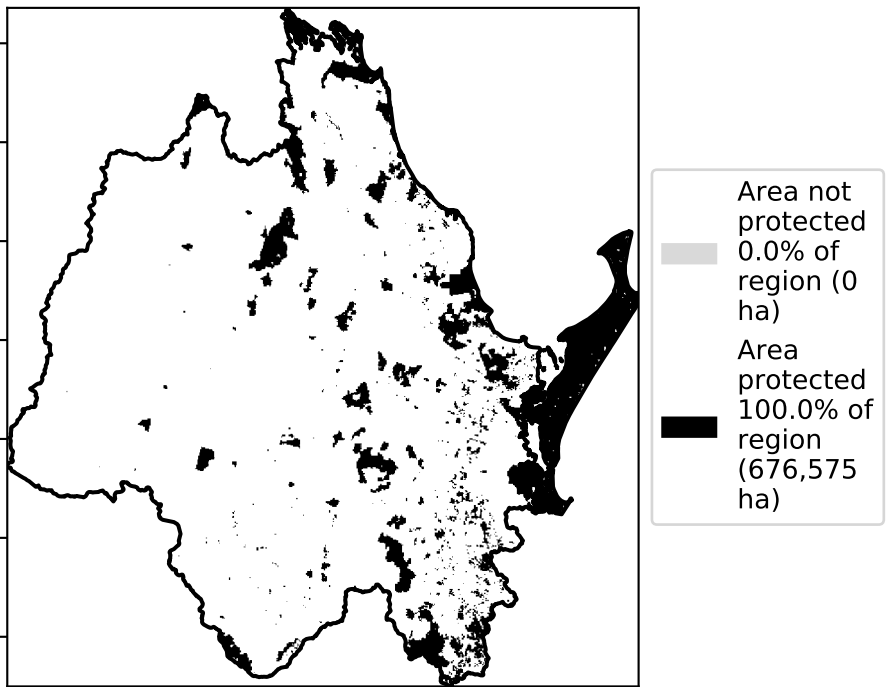 Area not
protected
0.0% of
region (0
ha)
Area
protected
100.0% of
region
(676,575
ha)